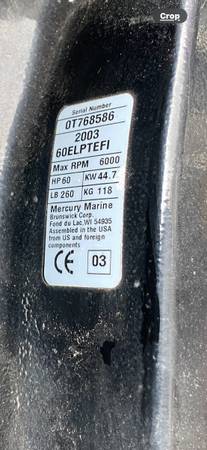 Crop
Serial Number
0T768586
2003
60ELPTEFI
Max RPM 6000
HP 60 KW 44.7
LB 260 KG 118
Mercury Marine
Brunswick Corp.
Fond du Lac, WI 54935
Assembled in the USA
from US and foreign
components
CE 03